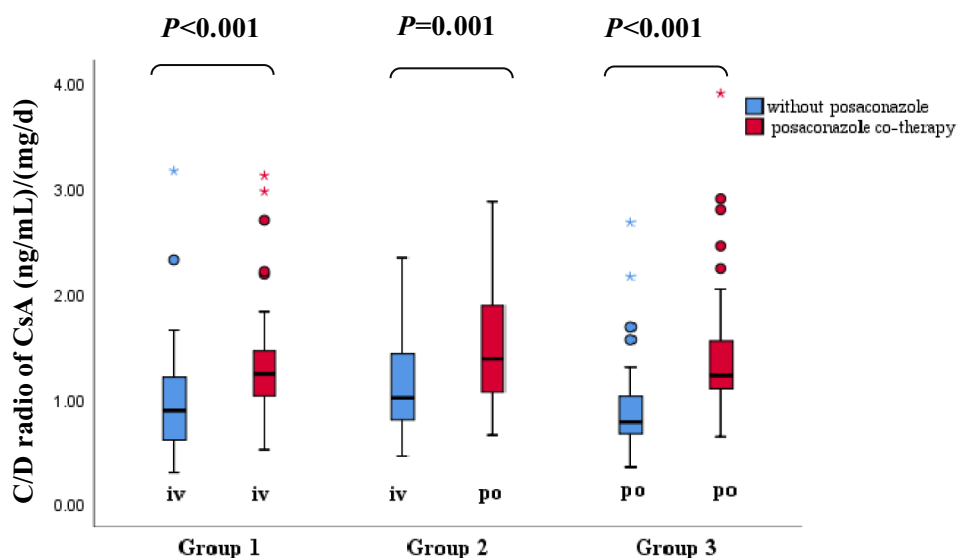 P<0.001
P=0.001
P<0.001
C/D radio of CsA (ng/mL)/(mg/d)
4.00
3.00
2.00
1.00
0.00
without posaconazole
posaconazole co-therapy
iv
iv
iv
po
po
po
Group 1
Group 2
Group 3